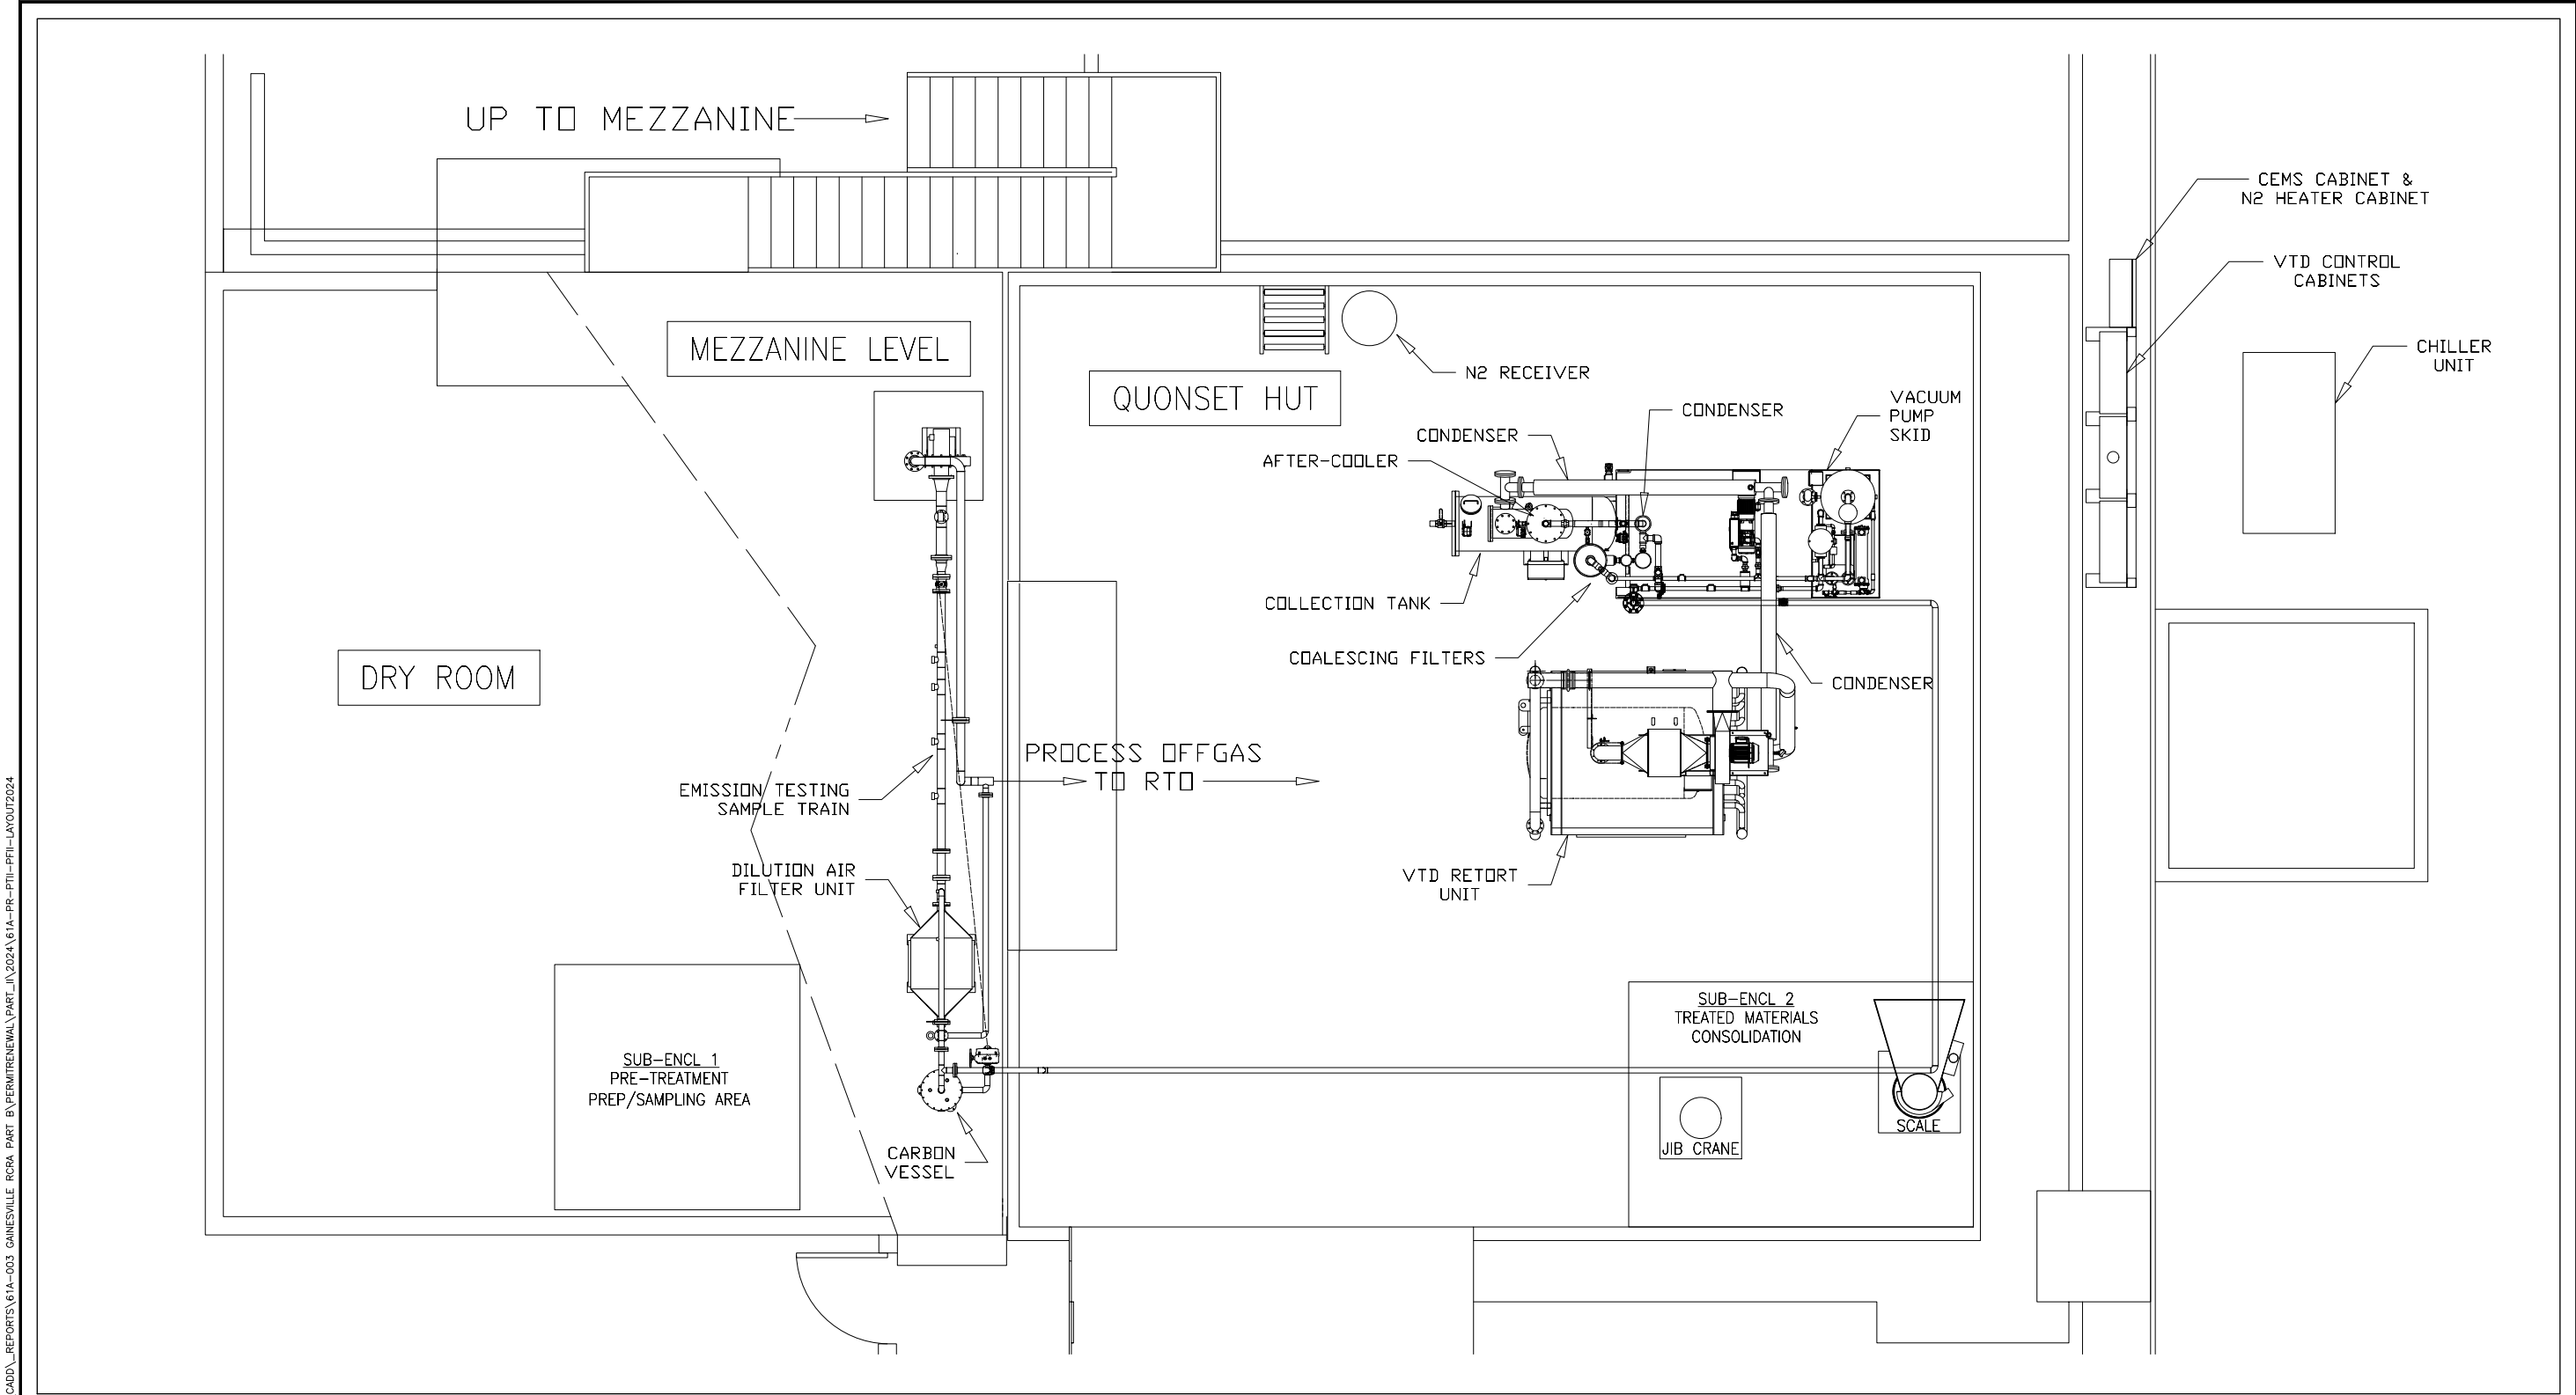 UP TO MEZZANINE
CEMS CABINET &
N2 HEATER CABINET
VTD CONTROL
CABINETS
CHILLER
UNIT
MEZZANINE LEVEL
QUONSET HUT
N2 RECEIVER
CONDENSER
VACUUM
PUMP
SKID
CONDENSER
AFTER-COOLER
COLLECTION TANK
COALESCING FILTERS
CONDENSER
DRY ROOM
PROCESS OFFGAS
TO RTO
EMISSION TESTING
SAMPLE TRAIN
DILUTION AIR
FILTER UNIT
VTD RETORT
UNIT
SUB-ENCL 2
TREATED MATERIALS
CONSOLIDATION
SUB-ENCL 1
PRE-TREATMENT
PREP/SAMPLING AREA
CARBON
VESSEL
JIB CRANE
SCALE
CADD\_REPORTS\61A-003 GAINESVILLE RCRA PART B\PERMITRENEWAL\PART_II\2024\61A-PR-PTII-PFII-LAYOUT2024